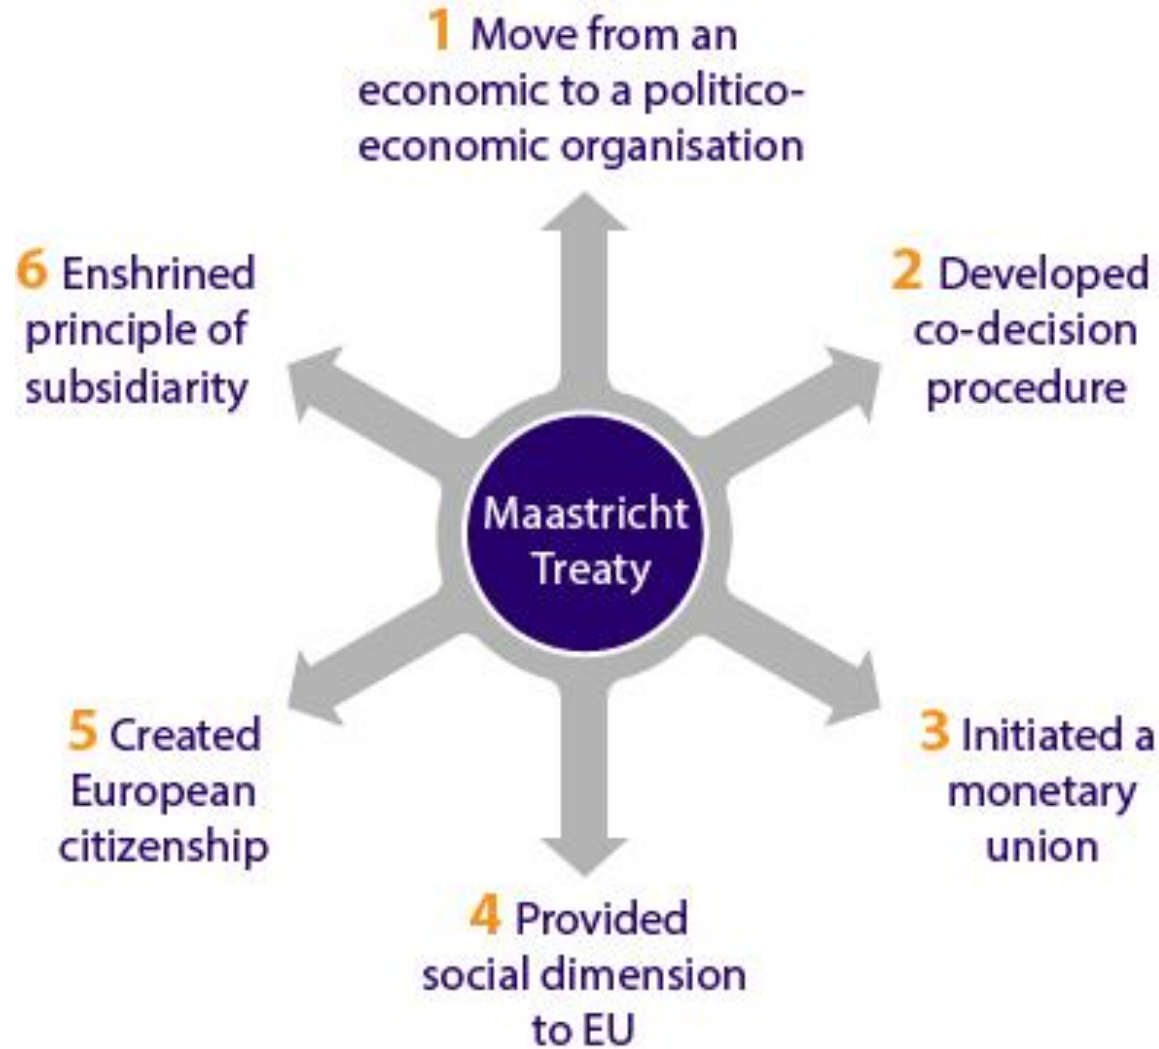 1 Move from an
economic to a politico-
economic organisation
2 Developed
co-decision
procedure
3 Initiated a
monetary
union
4 Provided
social dimension
to EU
5 Created
European
citizenship
6 Enshrined
principle of
subsidiarity
Maastricht
Treaty